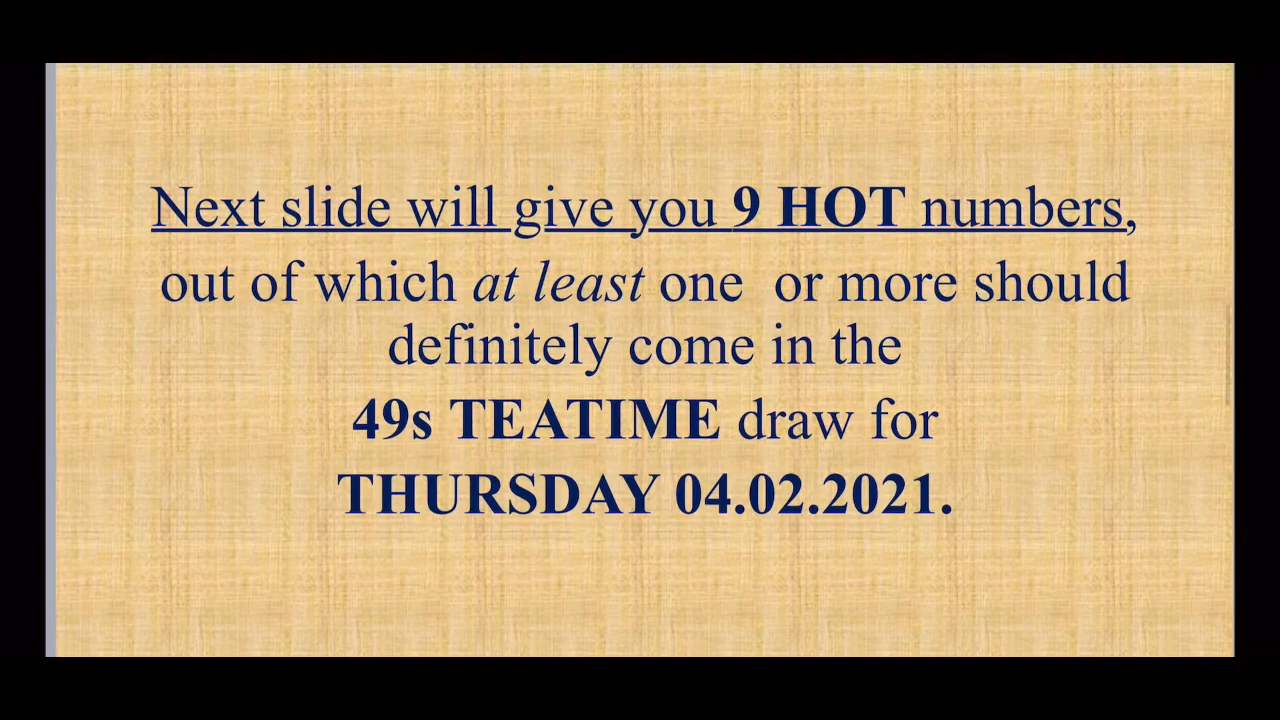 Next slide will give you 9 HOT numbers,
out of which at least one  or more should
definitely come in the
49s TEATIME draw for
THURSDAY 04.02.2021.